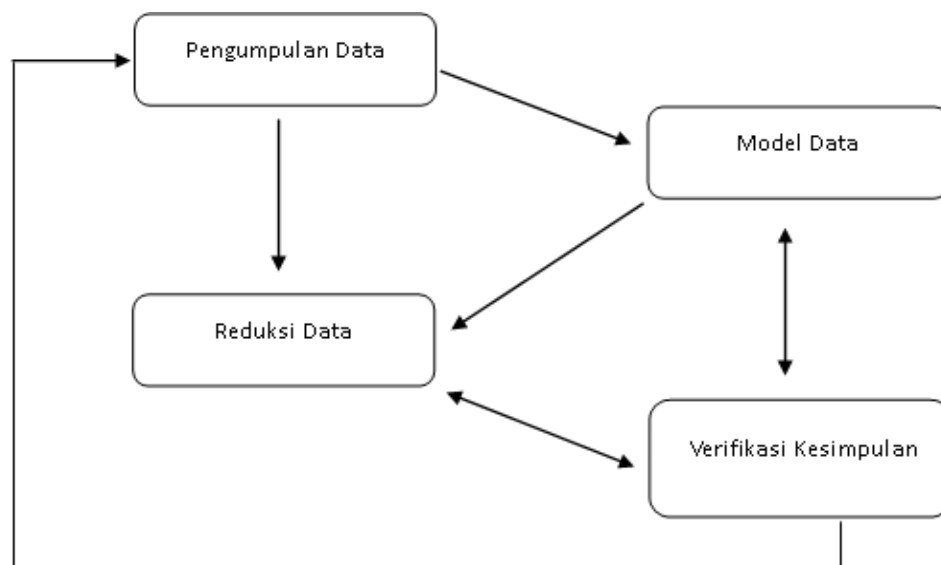 Pengumpulan Data
Model Data
Reduksi Data
Verifikasi Kesimpulan